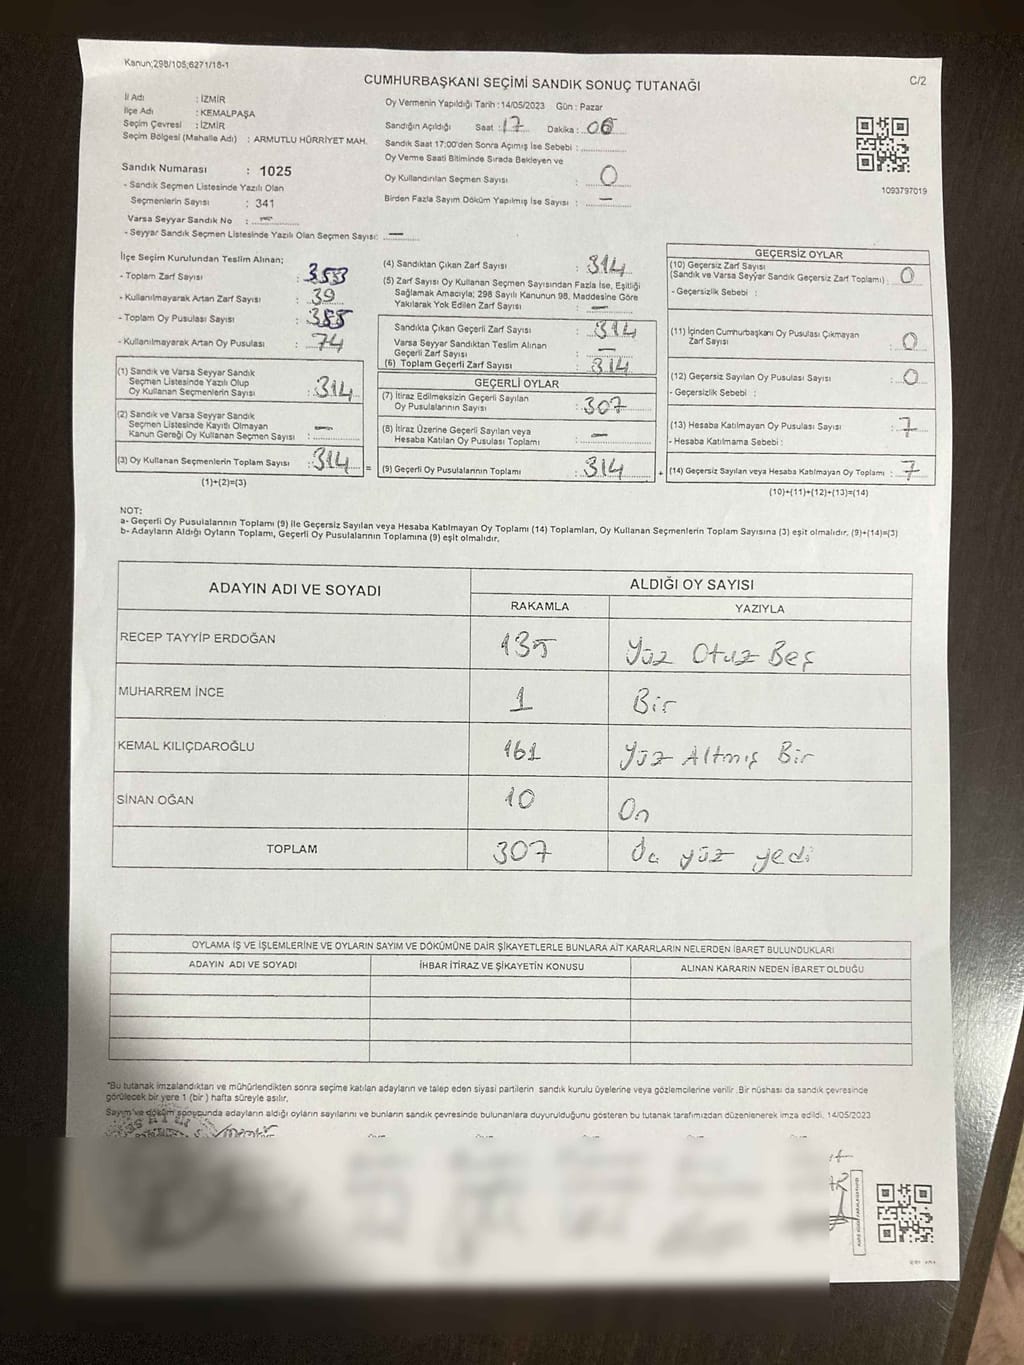 Kanun;298/105;6271/16-1
C/2
CUMHURBAŞKANI SEÇİMİ SANDIK SONUÇ TUTANAĞI
İl Adı : İZMİR
İlçe Adı : KEMALPAŞA
Seçim Çevresi : İZMİR
Seçim Bölgesi (Mahalle Adı) : ARMUTLU HÜRRİYET MAH.
Sandık Numarası : 1025
- Sandık Seçmen Listesinde Yazılı Olan
Seçmenlerin Sayısı : 341
Varsa Seyyar Sandık No : —
- Seyyar Sandık Seçmen Listesinde Yazılı Olan Seçmen Sayısı: —
Oy Vermenin Yapıldığı Tarih : 14/05/2023 Gün : Pazar
Sandığın Açıldığı Saat : 17 Dakika : 06
Sandık Saat 17:00'den Sonra Açımış İse Sebebi :
Oy Verme Saati Bitiminde Sırada Bekleyen ve
Oy Kullandırılan Seçmen Sayısı : 0
Birden Fazla Sayım Döküm Yapılmış İse Sayısı : —
1093797019
İlçe Seçim Kurulundan Teslim Alınan;
- Toplam Zarf Sayısı : 353
- Kullanılmayarak Artan Zarf Sayısı : 39
- Toplam Oy Pusulası Sayısı : 388
- Kullanılmayarak Artan Oy Pusulası : 74
(1) Sandık ve Varsa Seyyar Sandık
Seçmen Listesinde Yazılı Olup
Oy Kullanan Seçmenlerin Sayısı : 314
(2) Sandık ve Varsa Seyyar Sandık
Seçmen Listesinde Kayıtlı Olmayan
Kanun Gereği Oy Kullanan Seçmen Sayısı : —
(3) Oy Kullanan Seçmenlerin Toplam Sayısı : 314 =
(1)+(2)=(3)
(4) Sandıktan Çıkan Zarf Sayısı : 314
(5) Zarf Sayısı Oy Kullanan Seçmen Sayısından Fazla İse, Eşitliği
Sağlamak Amacıyla; 298 Sayılı Kanunun 98. Maddesine Göre
Yakılarak Yok Edilen Zarf Sayısı : —
Sandıkta Çıkan Geçerli Zarf Sayısı : 314
Varsa Seyyar Sandıktan Teslim Alınan
Geçerli Zarf Sayısı : —
(6) Toplam Geçerli Zarf Sayısı : 314
GEÇERLİ OYLAR
(7) İtiraz Edilmeksizin Geçerli Sayılan
Oy Pusulalarının Sayısı : 307
(8) İtiraz Üzerine Geçerli Sayılan veya
Hesaba Katılan Oy Pusulası Toplamı : —
(9) Geçerli Oy Pusulalarının Toplamı : 314 +
GEÇERSİZ OYLAR
(10) Geçersiz Zarf Sayısı
(Sandık ve Varsa Seyyar Sandık Geçersiz Zarf Toplamı) : 0
- Geçersizlik Sebebi :
(11) İçinden Cumhurbaşkanı Oy Pusulası Çıkmayan
Zarf Sayısı : 0
(12) Geçersiz Sayılan Oy Pusulası Sayısı : 0
- Geçersizlik Sebebi :
(13) Hesaba Katılmayan Oy Pusulası Sayısı : 7
- Hesaba Katılmama Sebebi :
(14) Geçersiz Sayılan veya Hesaba Katılmayan Oy Toplamı : 7
(10)+(11)+(12)+(13)=(14)
NOT:
a- Geçerli Oy Pusulalarının Toplamı (9) ile Geçersiz Sayılan veya Hesaba Katılmayan Oy Toplamı (14) Toplamları, Oy Kullanan Seçmenlerin Toplam Sayısına (3) eşit olmalıdır. (9)+(14)=(3)
b- Adayların Aldığı Oyların Toplamı, Geçerli Oy Pusulalarının Toplamına (9) eşit olmalıdır.
ADAYIN ADI VE SOYADI ALDIĞI OY SAYISI
RAKAMLA YAZIYLA
RECEP TAYYİP ERDOĞAN 135 Yüz Otuz Beş
MUHARREM İNCE 1 Bir
KEMAL KILIÇDAROĞLU 161 Yüz Altmış Bir
SİNAN OĞAN 10 On
TOPLAM 307 yüz yedi
OYLAMA İŞ VE İŞLEMLERİNE VE OYLARIN SAYIM VE DÖKÜMÜNE DAİR ŞİKAYETLERLE BUNLARA AİT KARARLARIN NELERDEN İBARET BULUNDUKLARI
ADAYIN ADI VE SOYADI İHBAR İTİRAZ VE ŞİKAYETİN KONUSU ALINAN KARARIN NEDEN İBARET OLDUĞU
*Bu tutanak imzalandıktan ve mühürlendikten sonra seçime katılan adayların ve talep eden siyasi partilerin sandık kurulu üyelerine veya gözlemcilerine verilir .Bir nüshası da sandık çevresinde
görülecek bir yere 1 (bir ) hafta süreyle asılır.
Sayım ve döküm sonucunda adayların aldığı oyların sayılarını ve bunların sandık çevresinde bulunanlara duyurulduğunu gösteren bu tutanak tarafımızdan düzenlenerek imza edildi. 14/05/2023